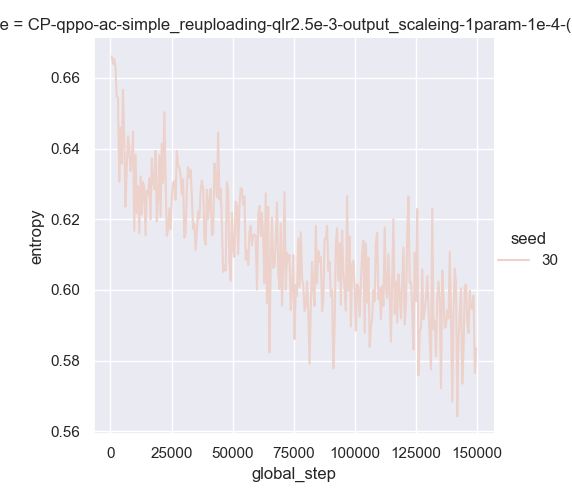 e = CP-qppo-ac-simple_reuploading-qlr2.5e-3-output_scaleing-1param-1e-4-(
0.66
0.64
0.62
0.60
0.58
0.56
entropy
0 25000 50000 75000 100000 125000 150000
global_step
seed
30